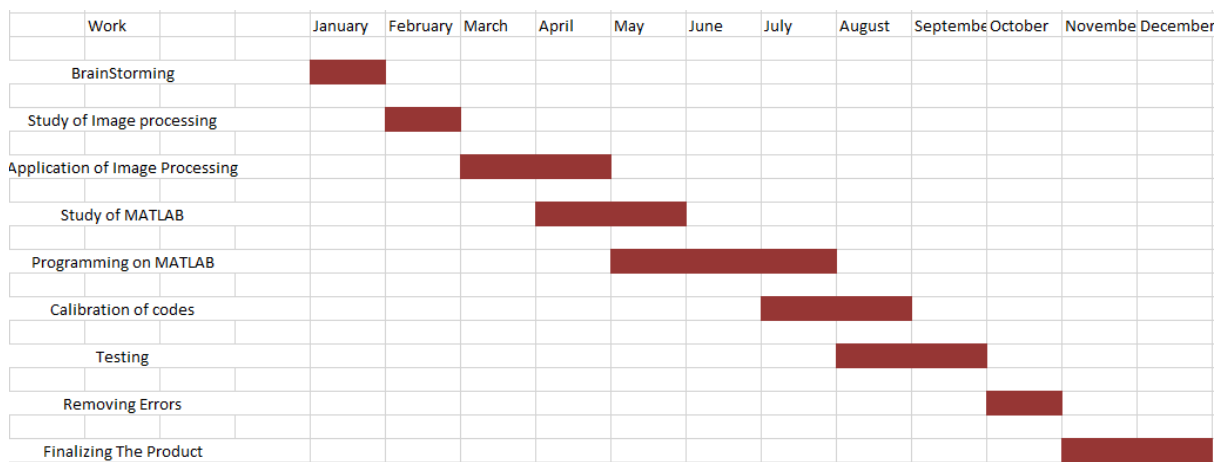 Work January February March April May June July August Septembe October Novembe December
BrainStorming
Study of Image processing
Application of Image Processing
Study of MATLAB
Programming on MATLAB
Calibration of codes
Testing
Removing Errors
Finalizing The Product